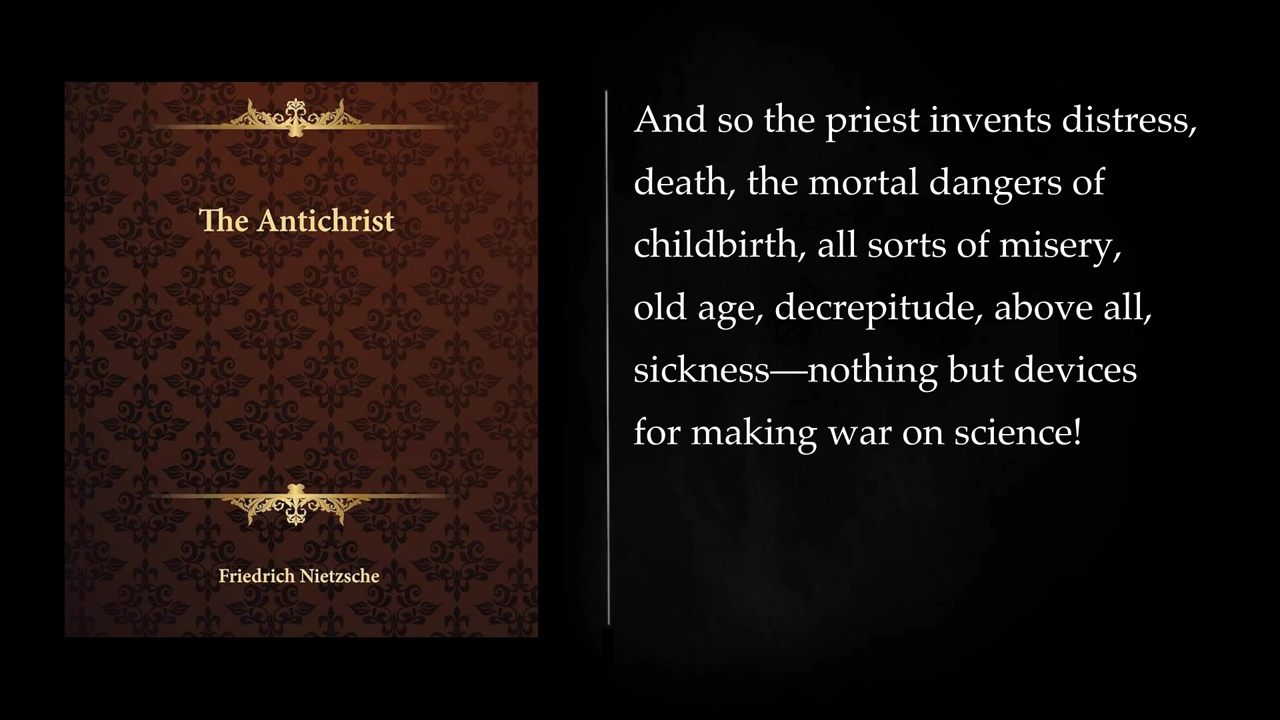 The Antichrist
Friedrich Nietzsche
And so the priest invents distress,
death, the mortal dangers of
childbirth, all sorts of misery,
old age, decrepitude, above all,
sickness—nothing but devices
for making war on science!